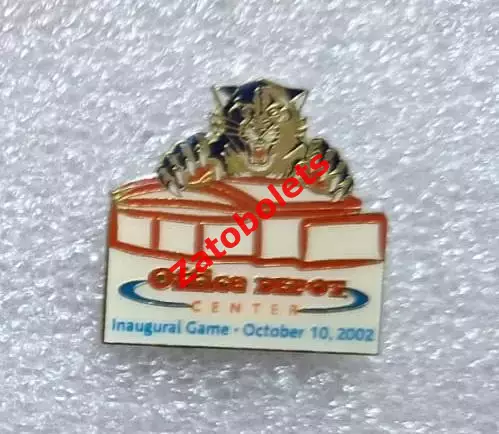 Office DEPOT
CENTER
Inaugural Game · October 10, 2002
Zatobolets